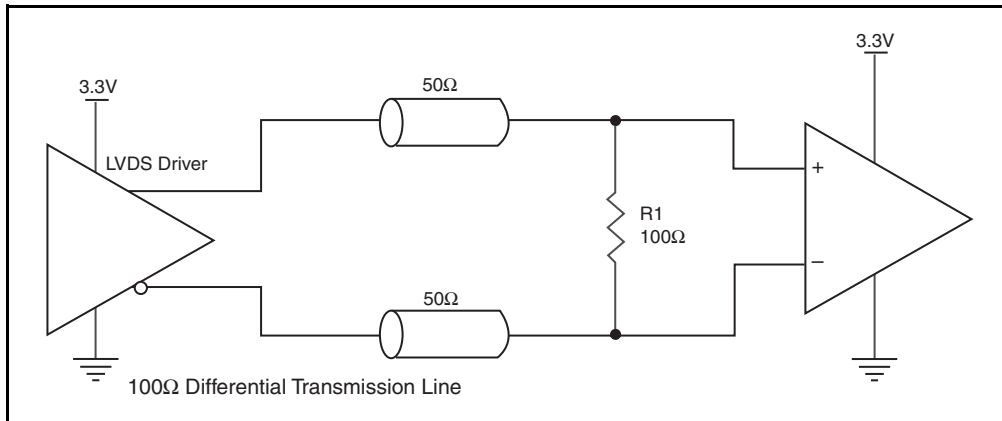 3.3V
3.3V
50Ω
LVDS Driver
+
R1
100Ω
–
50Ω
100Ω Differential Transmission Line